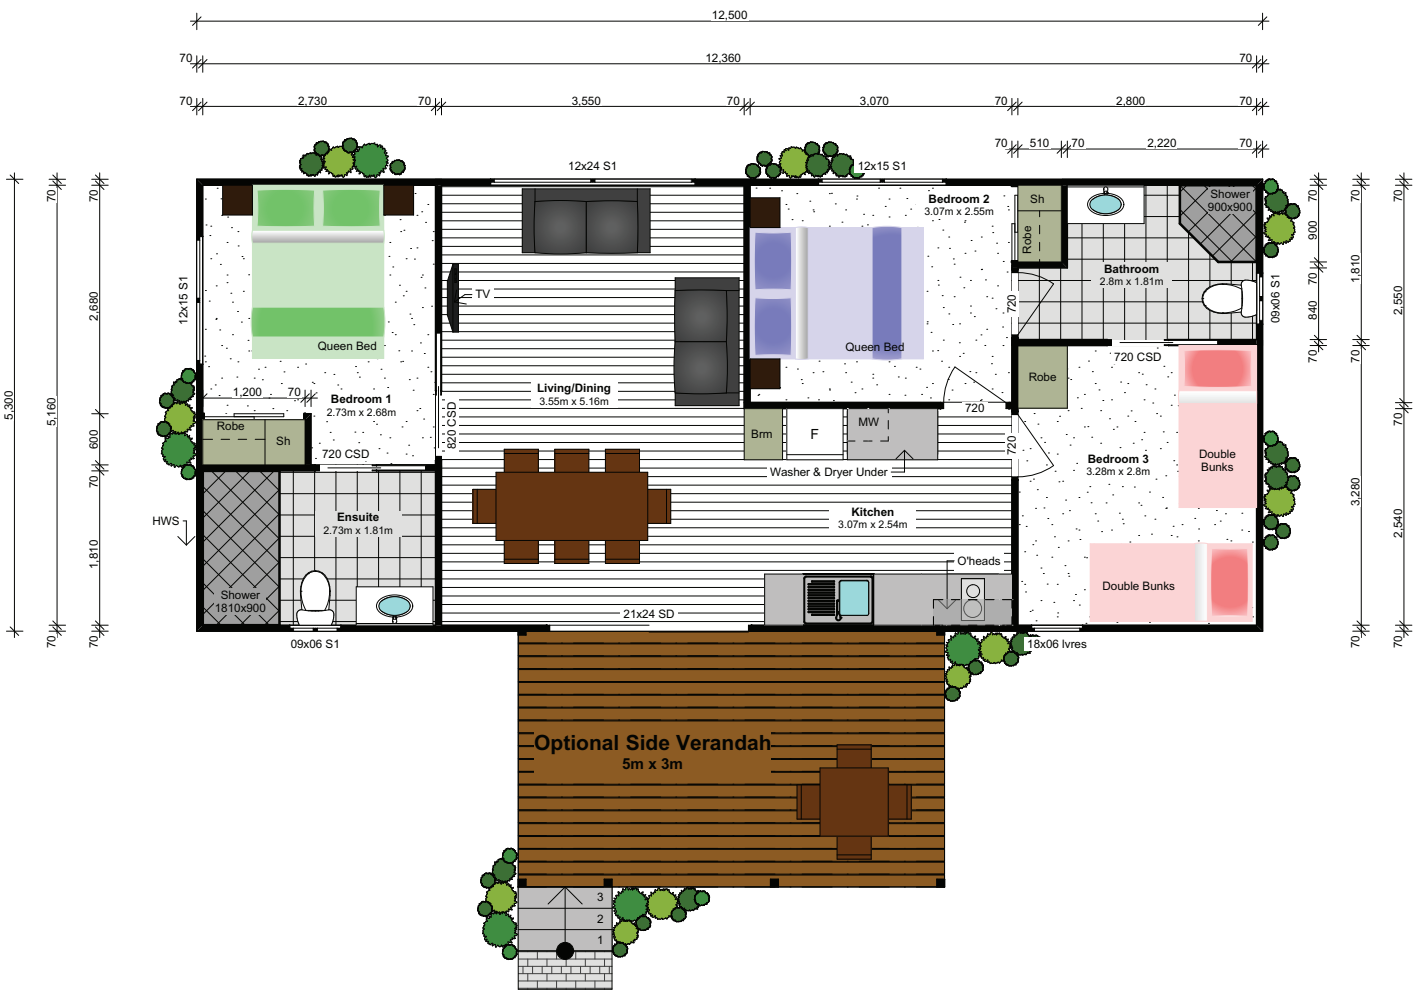 12,500
70 12,360 70
70 2,730 70 3,550 70 3,070 70 2,800 70
70 510 70 2,220 70
12x24 S1
12x15 S1
5,300
70 5,160 70
70 2,680 600 70 1,810 70
12x15 S1
Bedroom 2
3.07m x 2.55m
Sh
Robe
Shower
900x900
Bathroom
2.8m x 1.81m
09x06 S1
70 900 70 840 70
70 1,810 70 3,280 70
70 2,550 70 2,540 70
TV
720
Queen Bed
Queen Bed
720 CSD
Robe
1,200 70
Bedroom 1
2.73m x 2.68m
Living/Dining
3.55m x 5.16m
820 CSD
720
720
Robe
Sh
720 CSD
Brm
F
MW
Washer & Dryer Under
Bedroom 3
3.28m x 2.8m
Double
Bunks
HWS
Ensuite
2.73m x 1.81m
Kitchen
3.07m x 2.54m
O'heads
Double Bunks
Shower
1810x900
21x24 SD
09x06 S1
18x06 lvres
Optional Side Verandah
5m x 3m
3
2
1